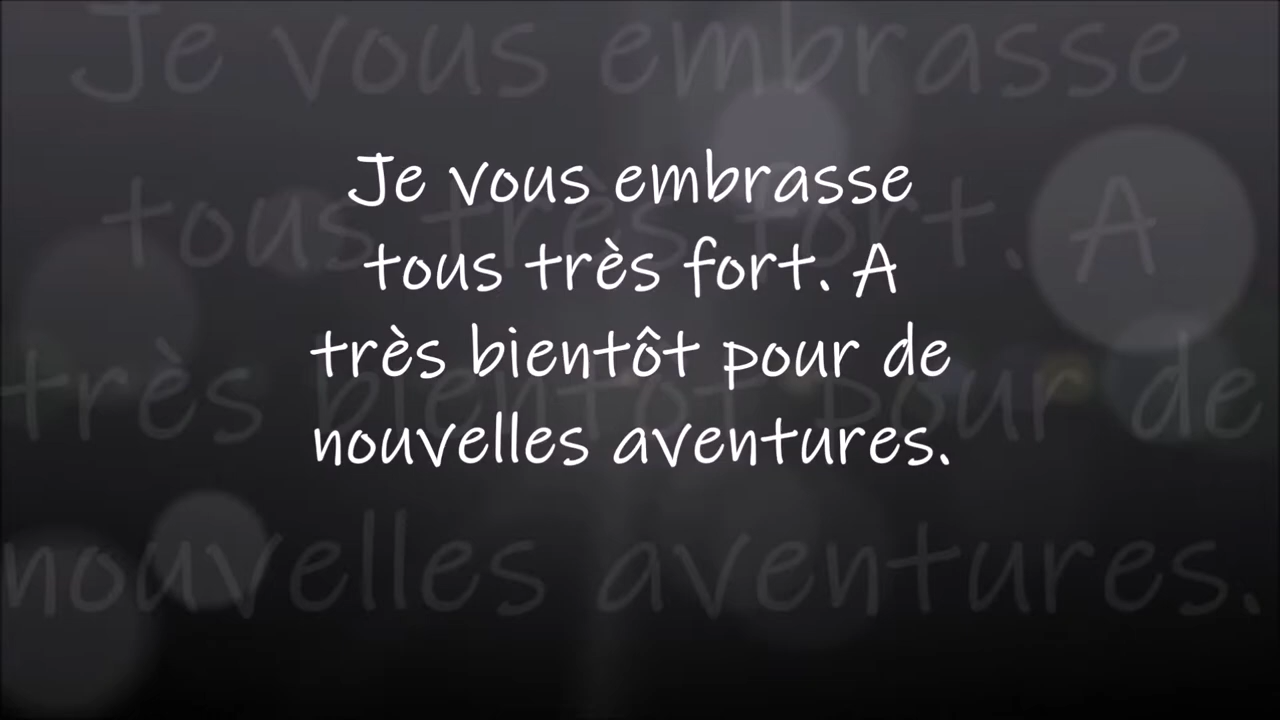 Je vous embrasse
tous très fort. A
très bientôt pour de
nouvelles aventures.